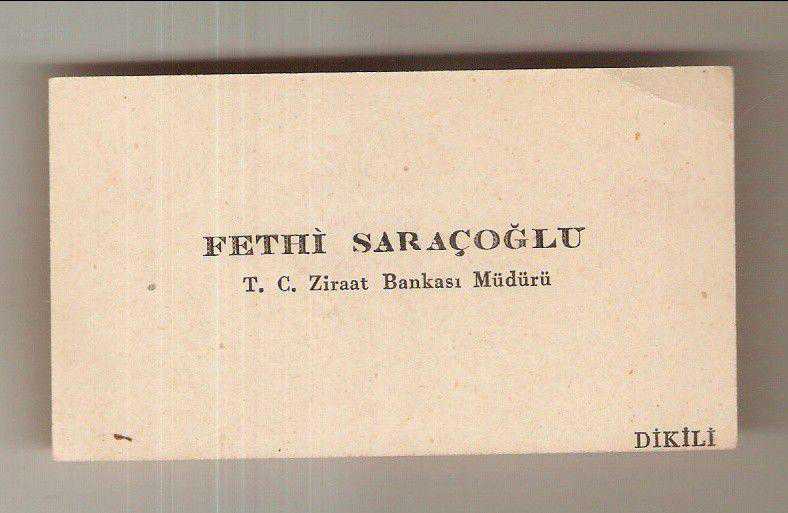 FETHİ SARAÇOĞLU
T. C. Ziraat Bankası Müdürü
DİKİLİ